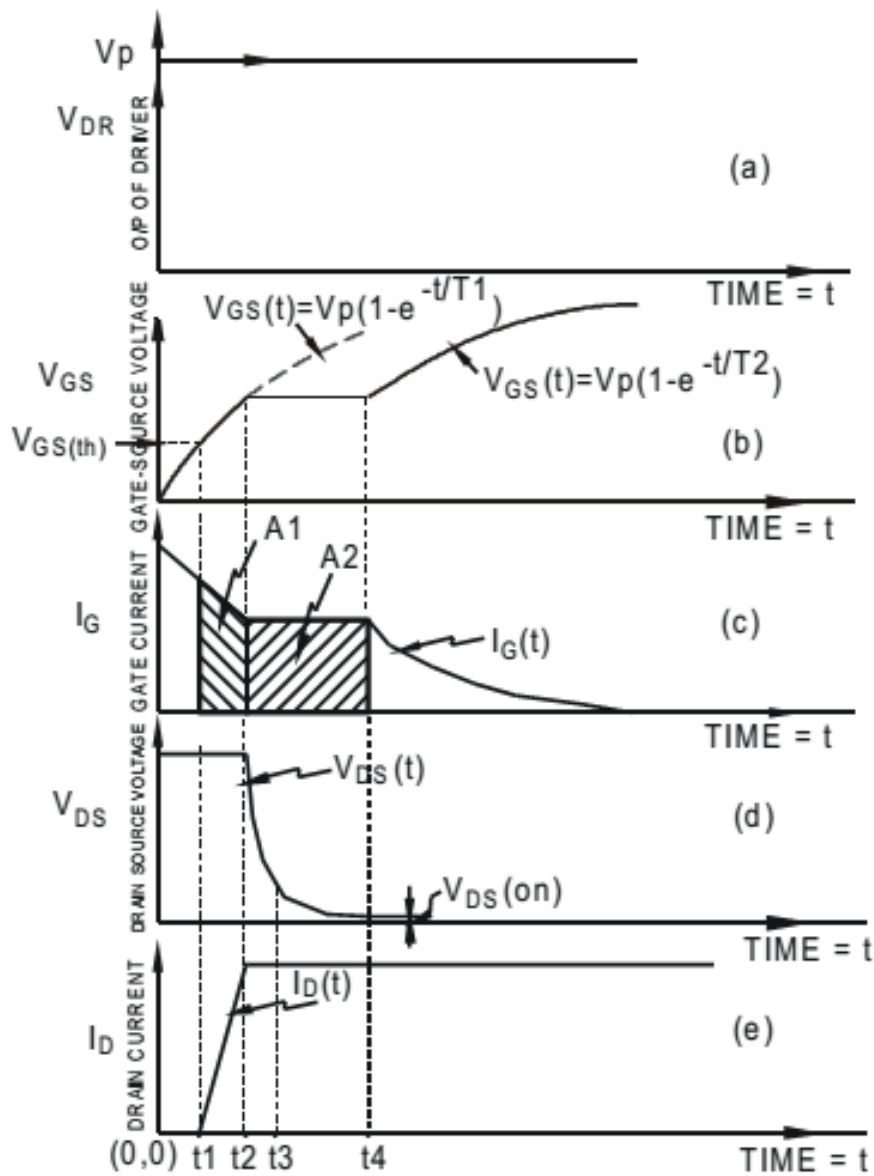 Vp
VDR
O/P OF DRIVER
(a)
TIME = t
VGS(t)=Vp(1-e-t/T1)
VGS
GATE-SOURCE VOLTAGE
VGS(t)=Vp(1-e-t/T2)
VGS(th)
(b)
TIME = t
A1
A2
IG
GATE CURRENT
IG(t)
(c)
TIME = t
VDS(t)
VDS
DRAIN SOURCE VOLTAGE
(d)
VDS(on)
TIME = t
ID(t)
ID
DRAIN CURRENT
(e)
(0,0) t1 t2 t3 t4 TIME = t